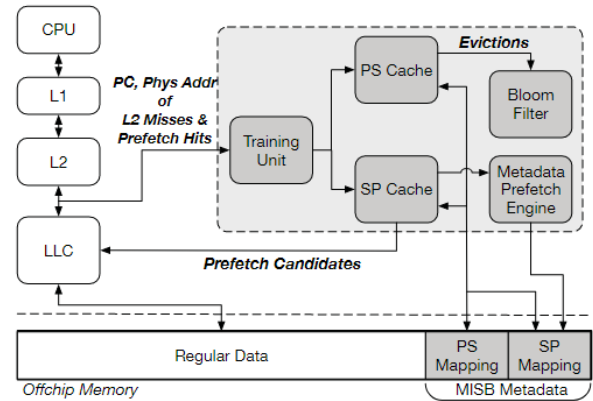 CPU
L1
L2
LLC
PC, Phys Addr
of
L2 Misses &
Prefetch Hits
Training
Unit
PS Cache
SP Cache
Evictions
Bloom
Filter
Metadata
Prefetch
Engine
Prefetch Candidates
Regular Data
PS
Mapping
SP
Mapping
Offchip Memory
MISB Metadata